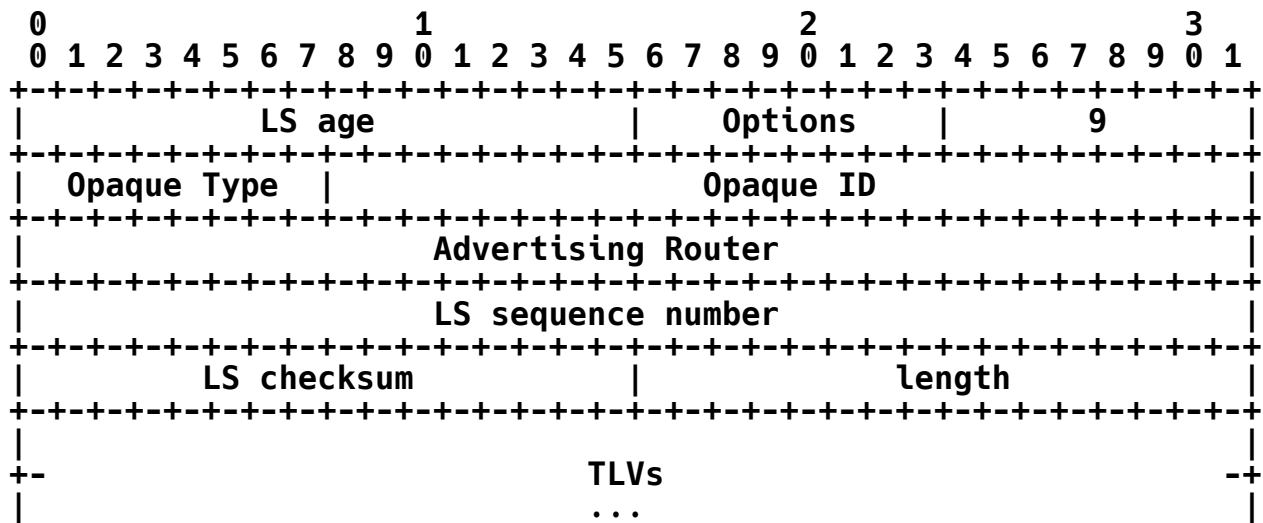 0                   1                   2                   3
 0 1 2 3 4 5 6 7 8 9 0 1 2 3 4 5 6 7 8 9 0 1 2 3 4 5 6 7 8 9 0 1
+-+-+-+-+-+-+-+-+-+-+-+-+-+-+-+-+-+-+-+-+-+-+-+-+-+-+-+-+-+-+-+-+
|            LS age             |    Options    |       9       |
+-+-+-+-+-+-+-+-+-+-+-+-+-+-+-+-+-+-+-+-+-+-+-+-+-+-+-+-+-+-+-+-+
|  Opaque Type  |                   Opaque ID                   |
+-+-+-+-+-+-+-+-+-+-+-+-+-+-+-+-+-+-+-+-+-+-+-+-+-+-+-+-+-+-+-+-+
|                     Advertising Router                        |
+-+-+-+-+-+-+-+-+-+-+-+-+-+-+-+-+-+-+-+-+-+-+-+-+-+-+-+-+-+-+-+-+
|                     LS sequence number                        |
+-+-+-+-+-+-+-+-+-+-+-+-+-+-+-+-+-+-+-+-+-+-+-+-+-+-+-+-+-+-+-+-+
|         LS checksum           |             length            |
+-+-+-+-+-+-+-+-+-+-+-+-+-+-+-+-+-+-+-+-+-+-+-+-+-+-+-+-+-+-+-+-+
|                                                               |
+-                            TLVs                             -+
|                             ...                               |